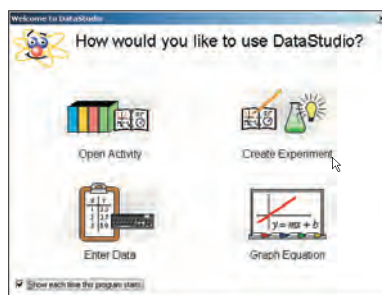 Welcome to DataStudio
How would you like to use DataStudio?
Open Activity
Create Experiment
Enter Data
y = mx + b
Graph Equation
Show each time the program starts